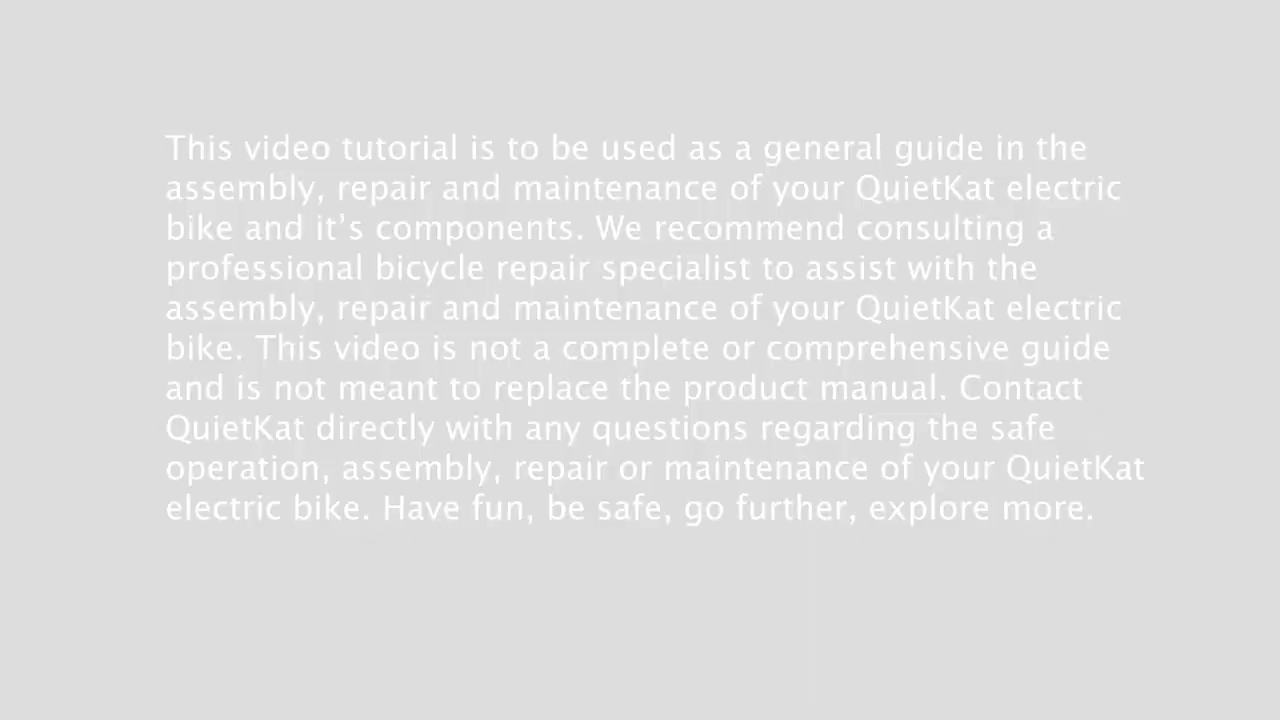 This video tutorial is to be used as a general guide in the
assembly, repair and maintenance of your QuietKat electric
bike and it’s components. We recommend consulting a
professional bicycle repair specialist to assist with the
assembly, repair and maintenance of your QuietKat electric
bike. This video is not a complete or comprehensive guide
and is not meant to replace the product manual. Contact
QuietKat directly with any questions regarding the safe
operation, assembly, repair or maintenance of your QuietKat
electric bike. Have fun, be safe, go further, explore more.